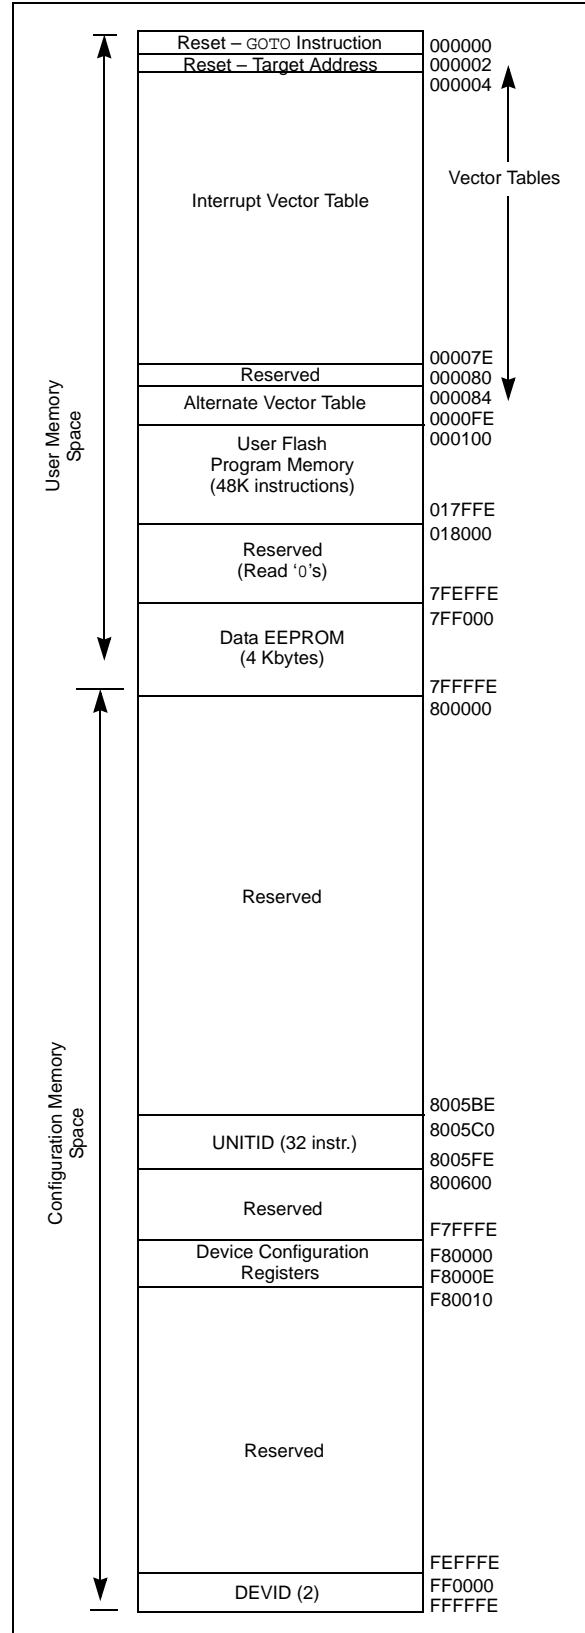 Reset – GOTO Instruction
000000
Reset – Target Address
000002
000004
Vector Tables
Interrupt Vector Table
00007E
Reserved
000080
Alternate Vector Table
000084
0000FE
User Flash
Program Memory
(48K instructions)
000100
017FFE
018000
Reserved
(Read ‘0’s)
7FEFFE
7FF000
Data EEPROM
(4 Kbytes)
7FFFFE
User Memory
Space
800000
Reserved
8005BE
8005C0
UNITID (32 instr.)
8005FE
800600
Reserved
F7FFFE
Device Configuration
Registers
F80000
F8000E
F80010
Reserved
FEFFFE
FF0000
DEVID (2)
FFFFFE
Configuration Memory
Space